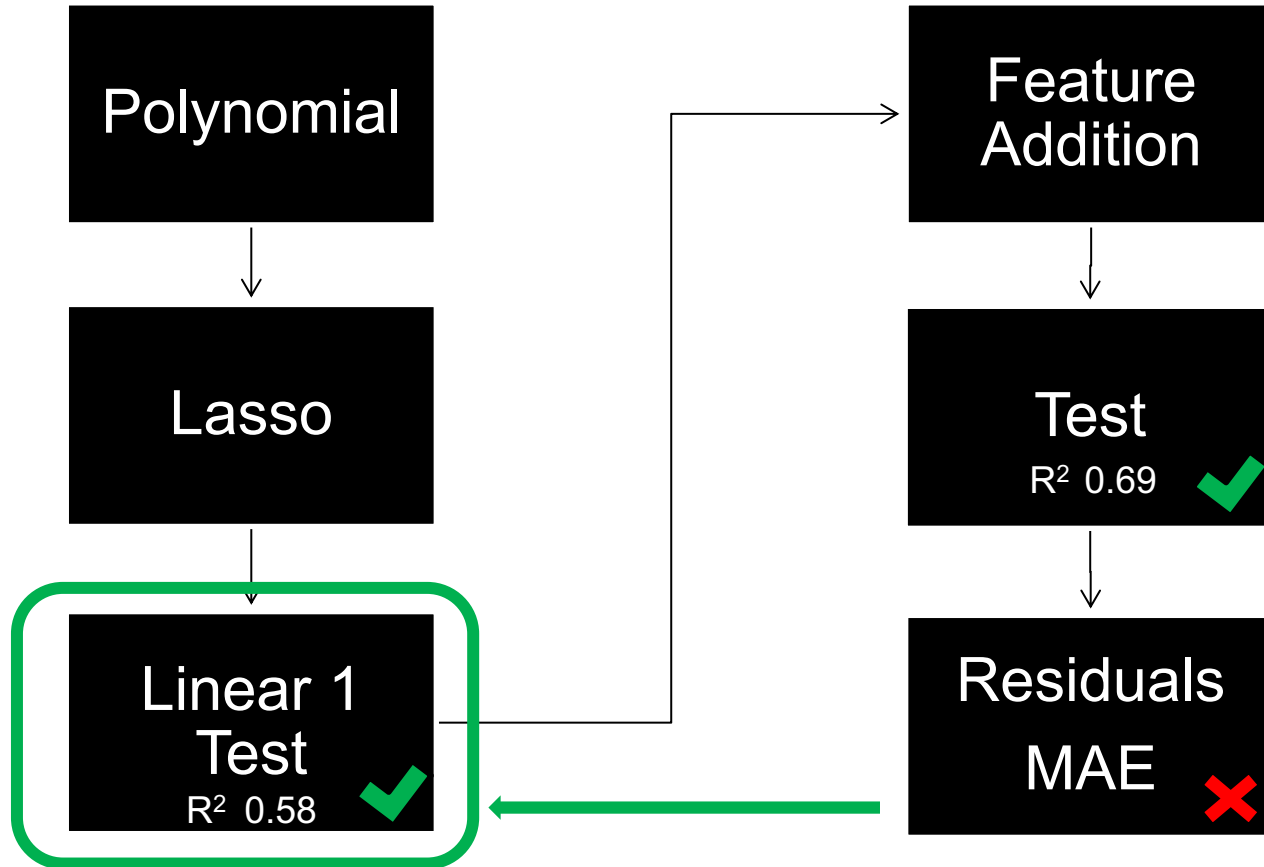 Polynomial
Lasso
Linear 1
Test
R² 0.58
Feature
Addition
Test
R² 0.69
Residuals
MAE